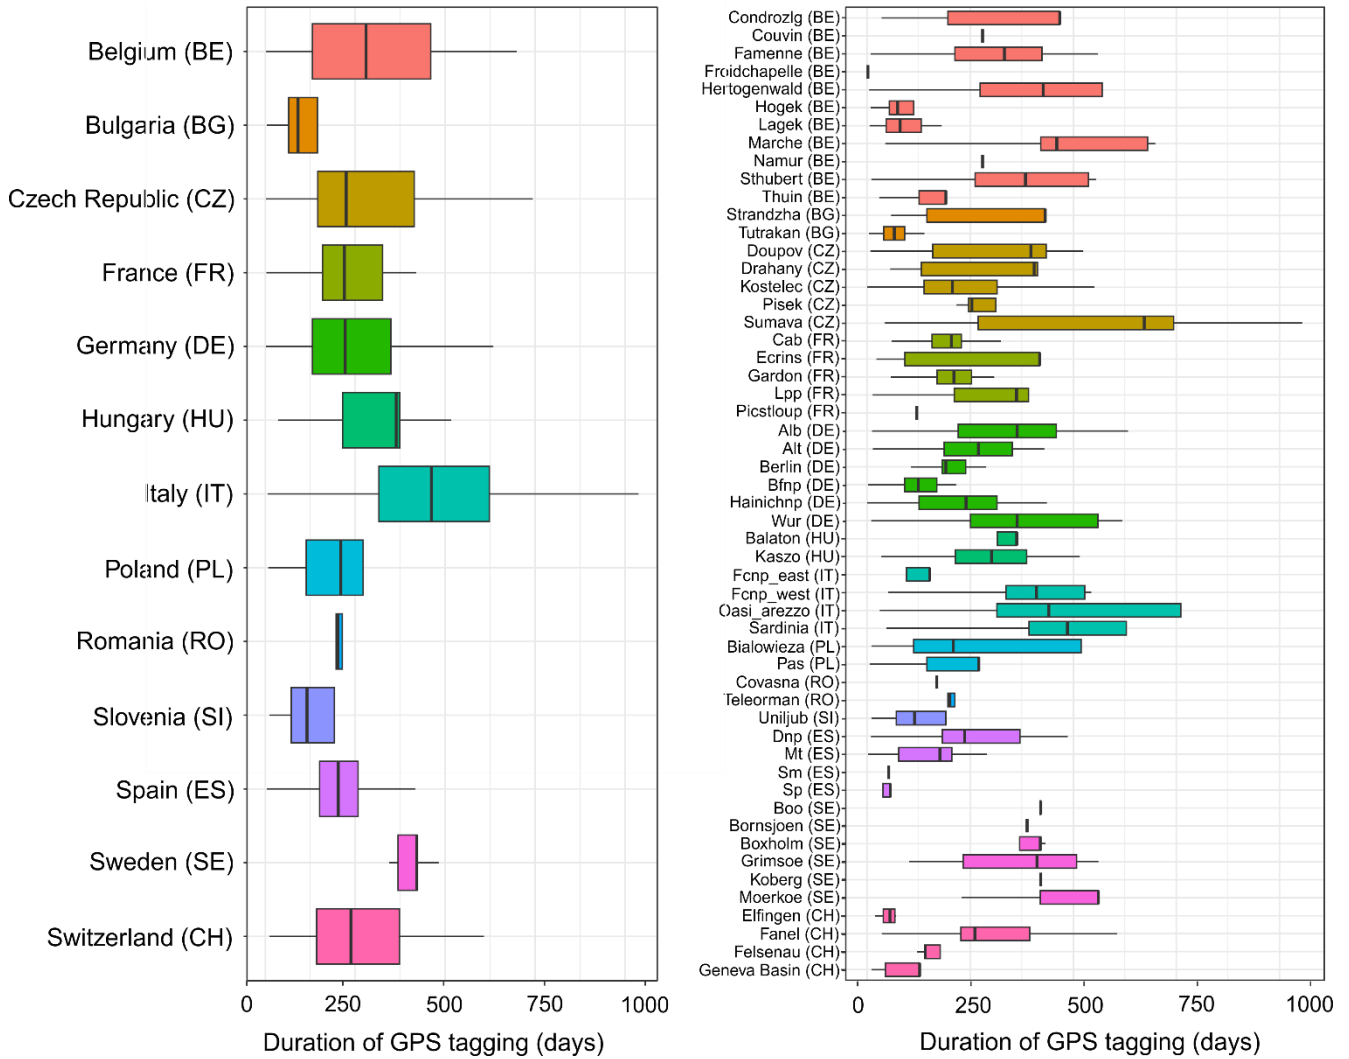 Belgium (BE)
Bulgaria (BG)
Czech Republic (CZ)
France (FR)
Germany (DE)
Hungary (HU)
Italy (IT)
Poland (PL)
Romania (RO)
Slovenia (SI)
Spain (ES)
Sweden (SE)
Switzerland (CH)
0 250 500 750 1000
Duration of GPS tagging (days)
Condrozlg (BE)
Couvin (BE)
Famenne (BE)
Froidchapelle (BE)
Hertogenwald (BE)
Hogek (BE)
Lagek (BE)
Marche (BE)
Namur (BE)
Sthubert (BE)
Thuin (BE)
Strandzha (BG)
Tutrakan (BG)
Doupov (CZ)
Drahany (CZ)
Kostelec (CZ)
Pisek (CZ)
Sumava (CZ)
Cab (FR)
Ecrins (FR)
Gardon (FR)
Lpp (FR)
Picstloup (FR)
Alb (DE)
Alt (DE)
Berlin (DE)
Bfnp (DE)
Hainichnp (DE)
Wur (DE)
Balaton (HU)
Kaszo (HU)
Fcnp_east (IT)
Fcnp_west (IT)
Oasi_arezzo (IT)
Sardinia (IT)
Bialowieza (PL)
Pas (PL)
Covasna (RO)
Teleorman (RO)
Uniljub (SI)
Dnp (ES)
Mt (ES)
Sm (ES)
Sp (ES)
Boo (SE)
Bornsjoen (SE)
Boxholm (SE)
Grimsoe (SE)
Koberg (SE)
Moerkoe (SE)
Elfingen (CH)
Fanel (CH)
Felsenau (CH)
Geneva Basin (CH)
0 250 500 750 1000
Duration of GPS tagging (days)